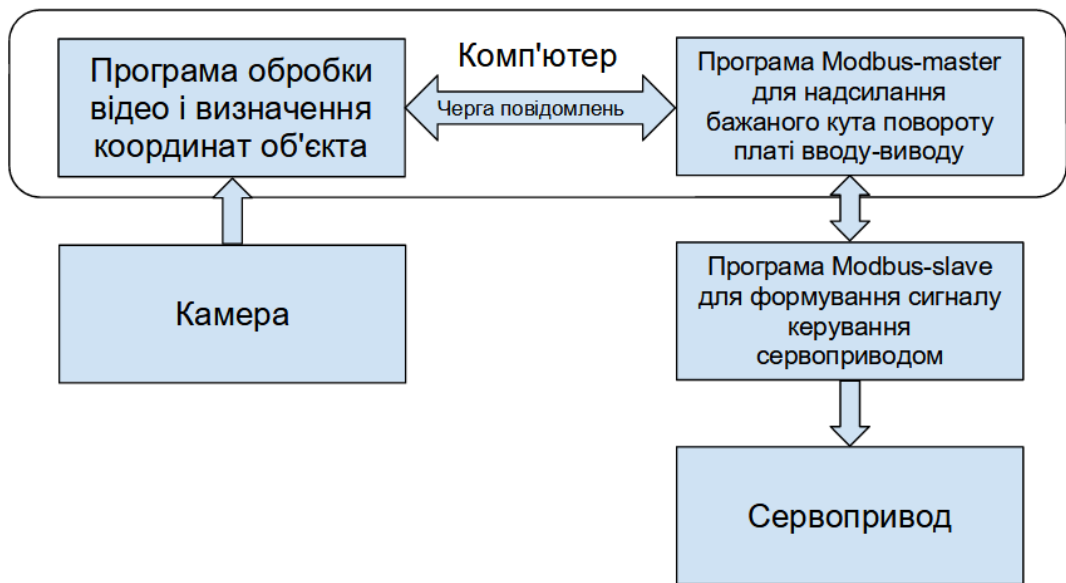 Комп'ютер
Програма обробки
відео і визначення
координат об'єкта
Черга повідомлень
Програма Modbus-master
для надсилання
бажаного кута повороту
платі вводу-виводу
Камера
Програма Modbus-slave
для формування сигналу
керування
сервоприводом
Сервопривод